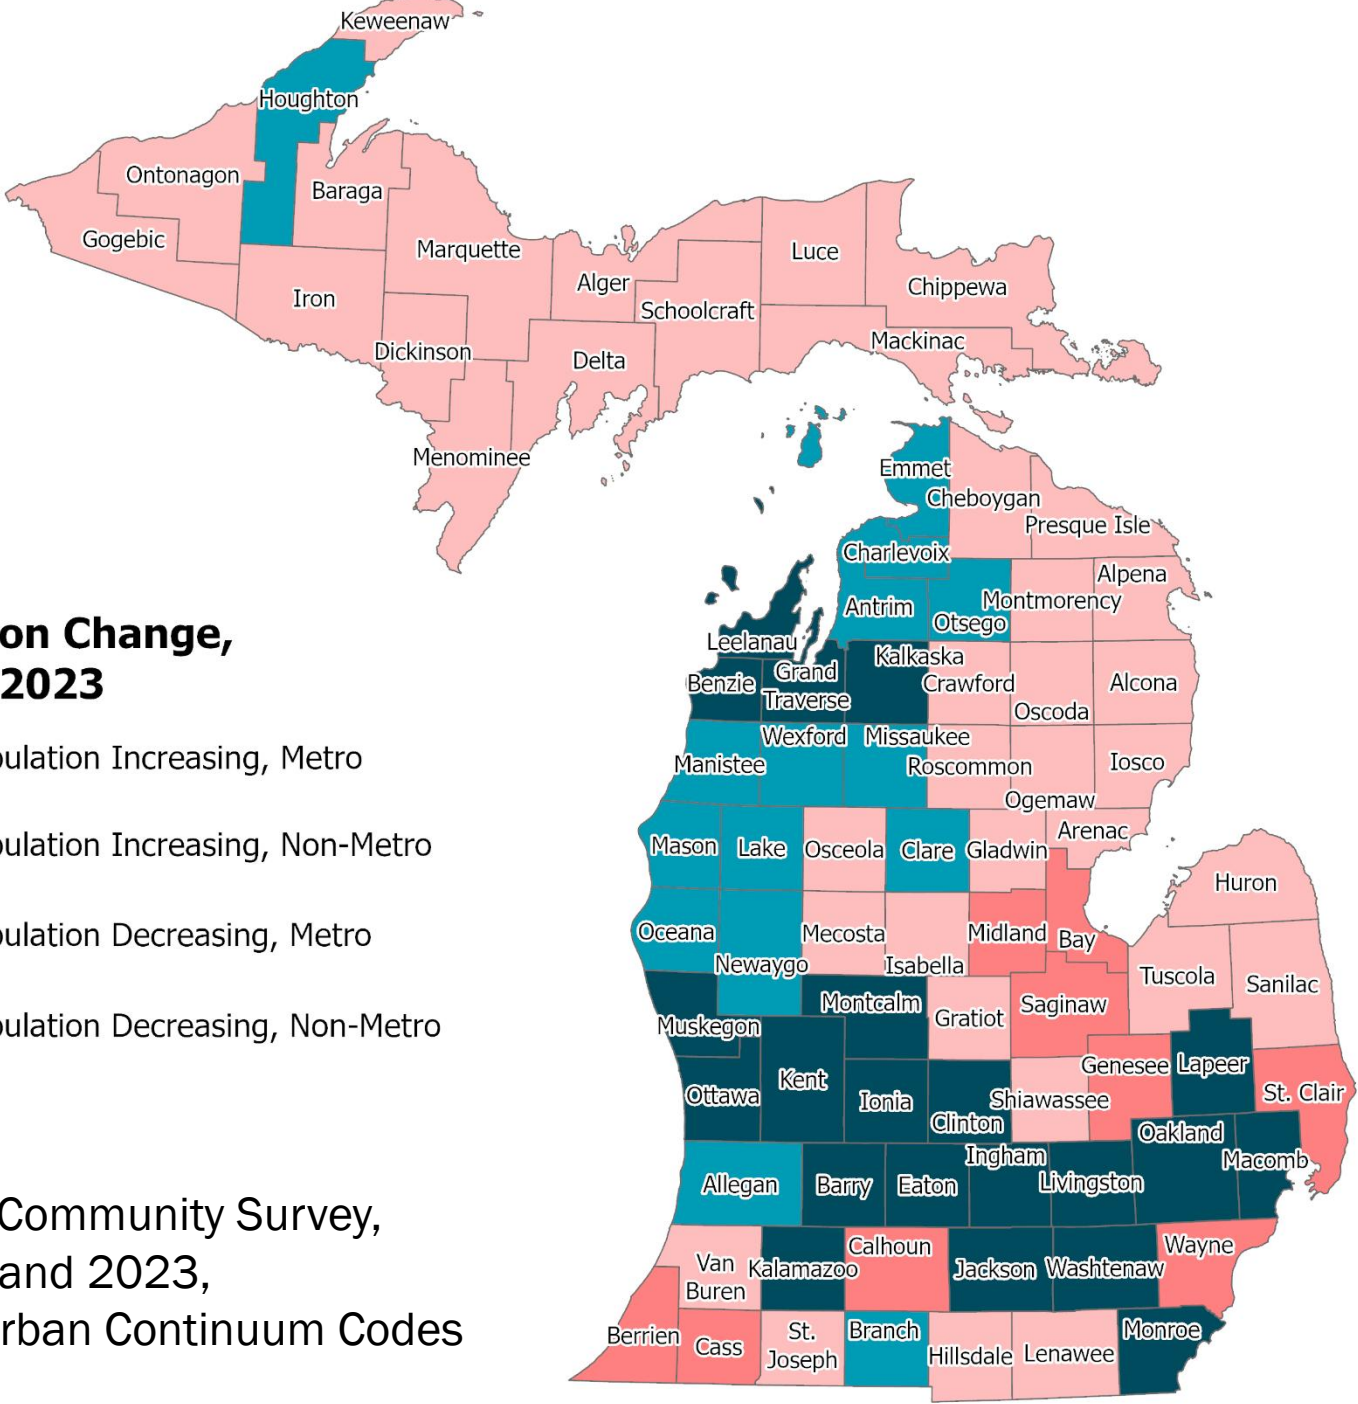 Keweenaw
Houghton
Ontonagon
Baraga
Gogebic
Marquette
Luce
Alger
Chippewa
Iron
Schoolcraft
Mackinac
Dickinson
Delta
Menominee
Emmet
Cheboygan
Presque Isle
Charlevoix
Alpena
Antrim
Montmorency
Otsego
Leelanau
Kalkaska
Grand
Traverse
Benzie
Crawford
Alcona
Oscoda
Wexford
Missaukee
Manistee
Roscommon
Iosco
Ogemaw
Arenac
Mason
Lake
Osceola
Clare
Gladwin
Huron
Oceana
Mecosta
Midland
Bay
Newaygo
Isabella
Tuscola
Sanilac
Montcalm
Saginaw
Gratiot
Muskegon
Genesee
Lapeer
Kent
St. Clair
Ottawa
Ionia
Shiawassee
Clinton
Oakland
Ingham
Macomb
Allegan
Barry
Eaton
Livingston
Calhoun
Wayne
Van
Buren
Kalamazoo
Jackson
Washtenaw
Berrien
Cass
St.
Joseph
Branch
Hillsdale
Lenawee
Monroe
on Change,
2023
pulation Increasing, Metro
pulation Increasing, Non-Metro
pulation Decreasing, Metro
pulation Decreasing, Non-Metro
Community Survey,
and 2023,
rban Continuum Codes